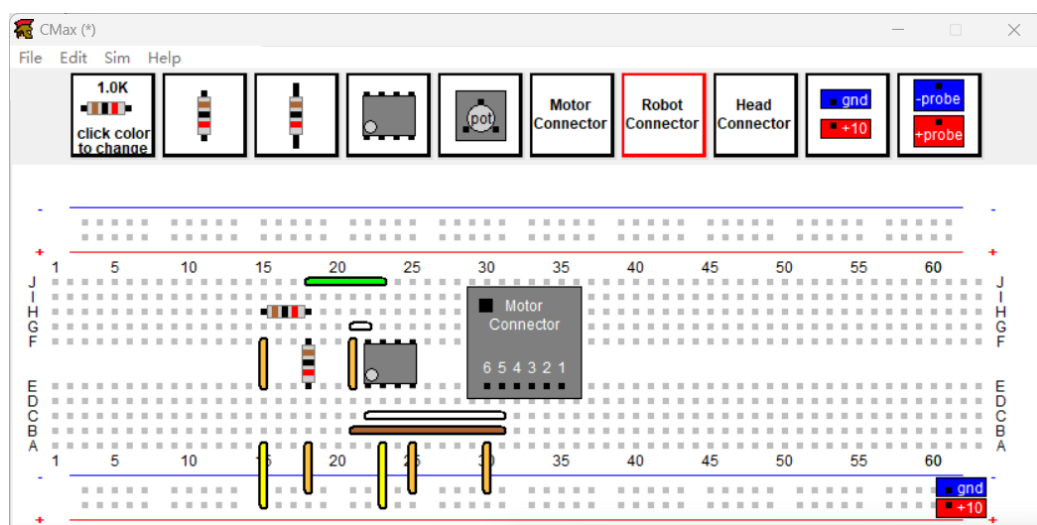 CMax (*)
File Edit Sim Help
1.0K
click color
to change
pot
Motor
Connector
Robot
Connector
Head
Connector
gnd
+10
-probe
+probe
- -
+ +
1 5 10 15 20 25 30 35 40 45 50 55 60
J J
I I
H Motor H
G Connector G
F F
6 5 4 3 2 1
E E
D D
C C
B B
A A
1 5 10 15 20 25 30 35 40 45 50 55 60
- -
gnd
+10
+ +